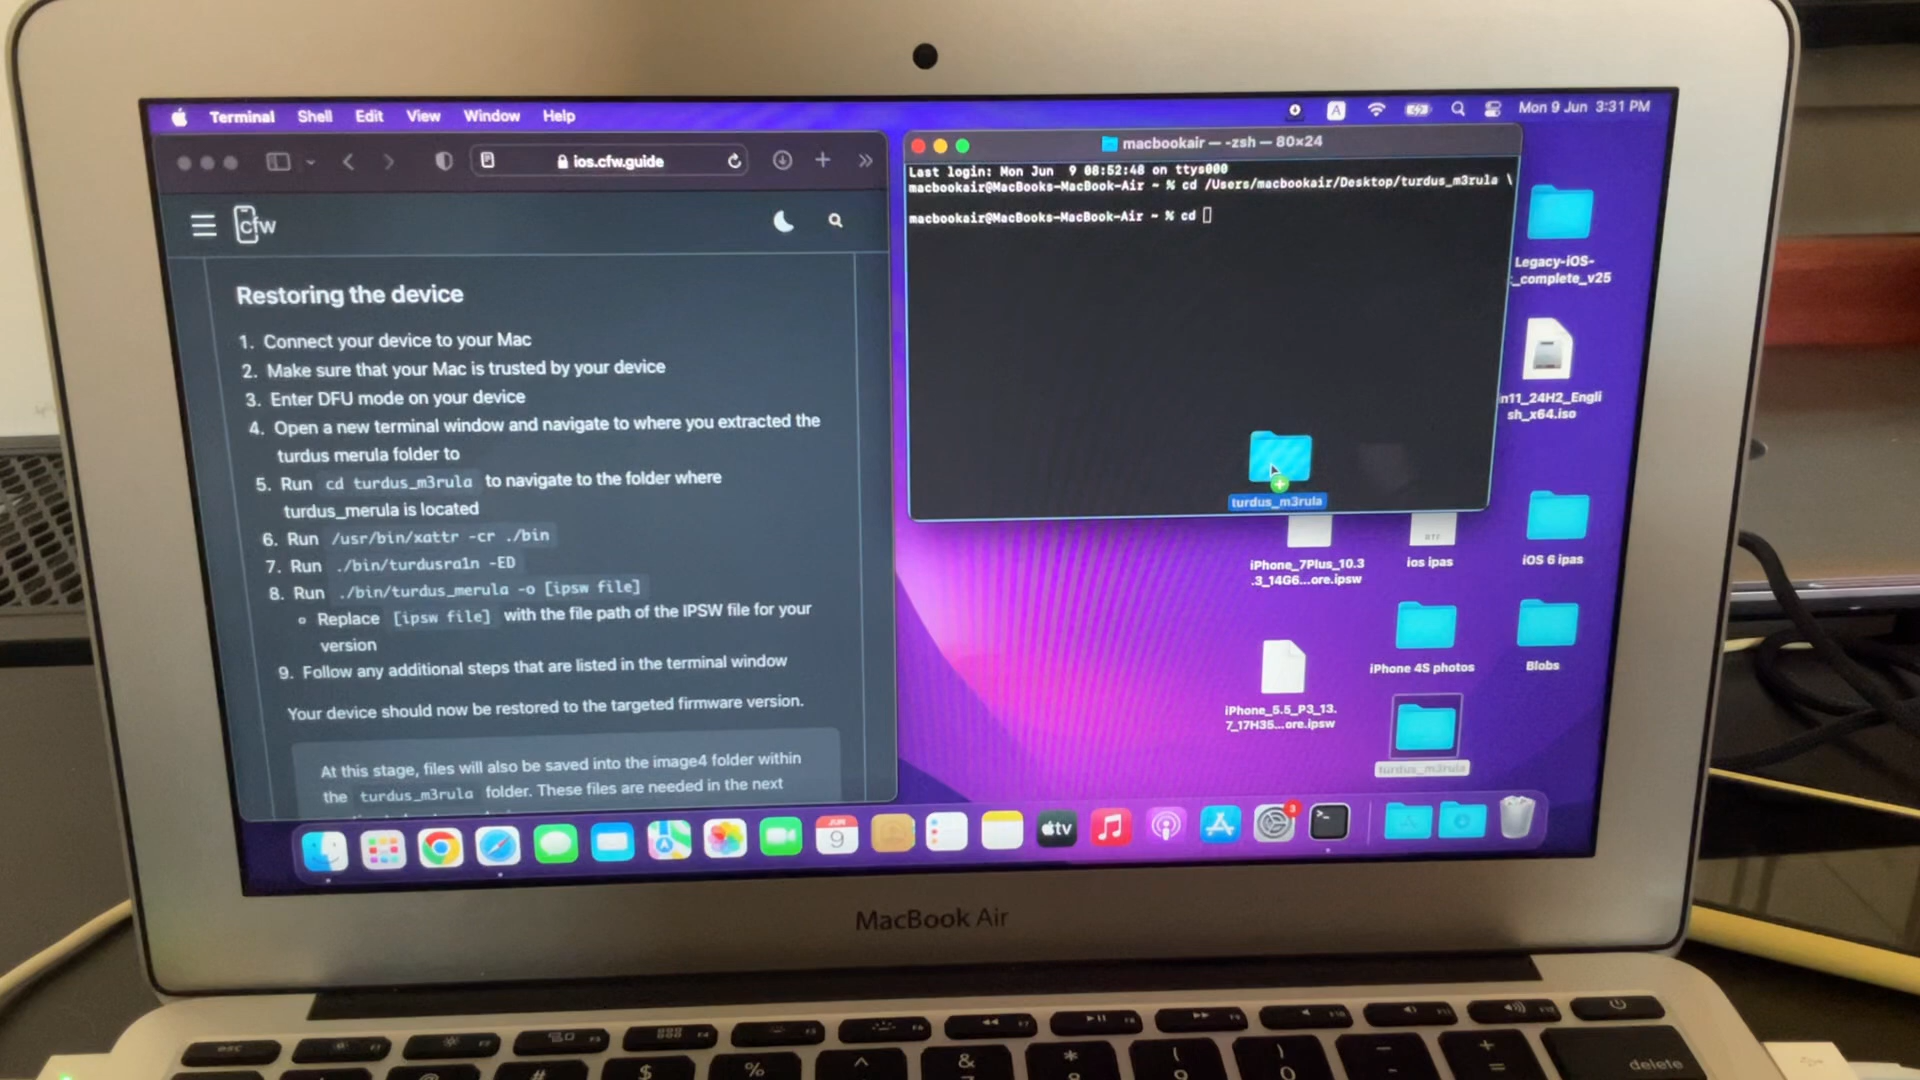 Terminal Shell Edit View Window Help
A
Mon 9 Jun 3:31 PM
ios.cfw.guide
cfw
Restoring the device
1. Connect your device to your Mac
2. Make sure that your Mac is trusted by your device
3. Enter DFU mode on your device
4. Open a new terminal window and navigate to where you extracted the
turdus merula folder to
5. Run cd turdus_m3rula to navigate to the folder where
turdus_merula is located
6. Run /usr/bin/xattr -cr ./bin
7. Run ./bin/turdusra1n -ED
8. Run ./bin/turdus_merula -o [ipsw file]
Replace [ipsw file] with the file path of the IPSW file for your
version
9. Follow any additional steps that are listed in the terminal window
Your device should now be restored to the targeted firmware version.
At this stage, files will also be saved into the image4 folder within
the turdus_m3rula folder. These files are needed in the next
macbookair — -zsh — 80×24
Last login: Mon Jun 9 08:52:48 on ttys000
macbookair@MacBooks-MacBook-Air ~ % cd /Users/macbookair/Desktop/turdus_m3rula \
macbookair@MacBooks-MacBook-Air ~ % cd
turdus_m3rula
Legacy-iOS-
_complete_v25
n11_24H2_Engli
sh_x64.iso
iPhone_7Plus_10.3
.3_14G6...ore.ipsw
RTF
ios ipas
iOS 6 ipas
iPhone 4S photos
Blobs
iPhone_5.5_P3_13.
7_17H35...ore.ipsw
turdus_m3rula
JUN
9
tv
3
MacBook Air
esc
delete